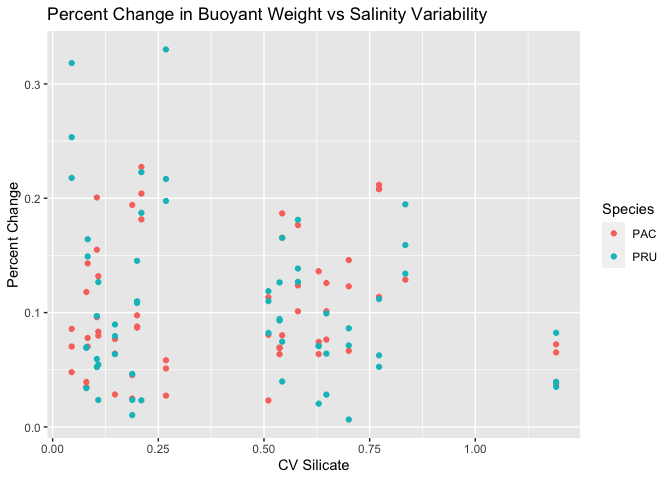 Percent Change in Buoyant Weight vs Salinity Variability
Percent Change
0.3
0.2
0.1
0.0
0.00 0.25 0.50 0.75 1.00
CV Silicate
Species
PAC
PRU